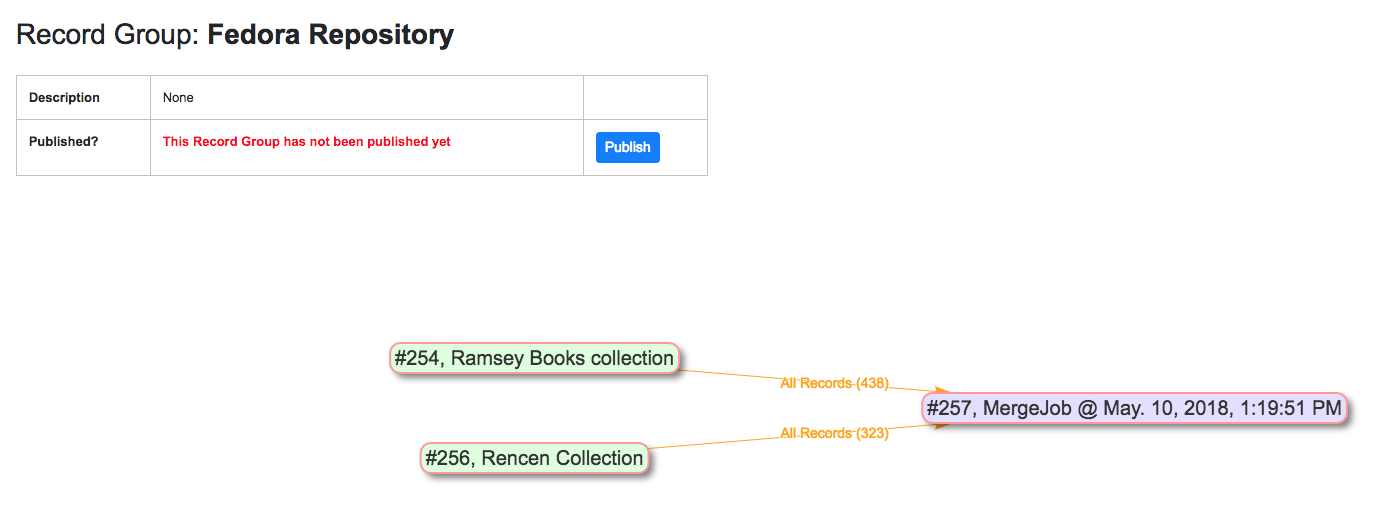 Record Group: Fedora Repository
Description None
Published? This Record Group has not been published yet Publish
#254, Ramsey Books collection
All Records (438)
#257, MergeJob @ May. 10, 2018, 1:19:51 PM
All Records (323)
#256, Rencen Collection